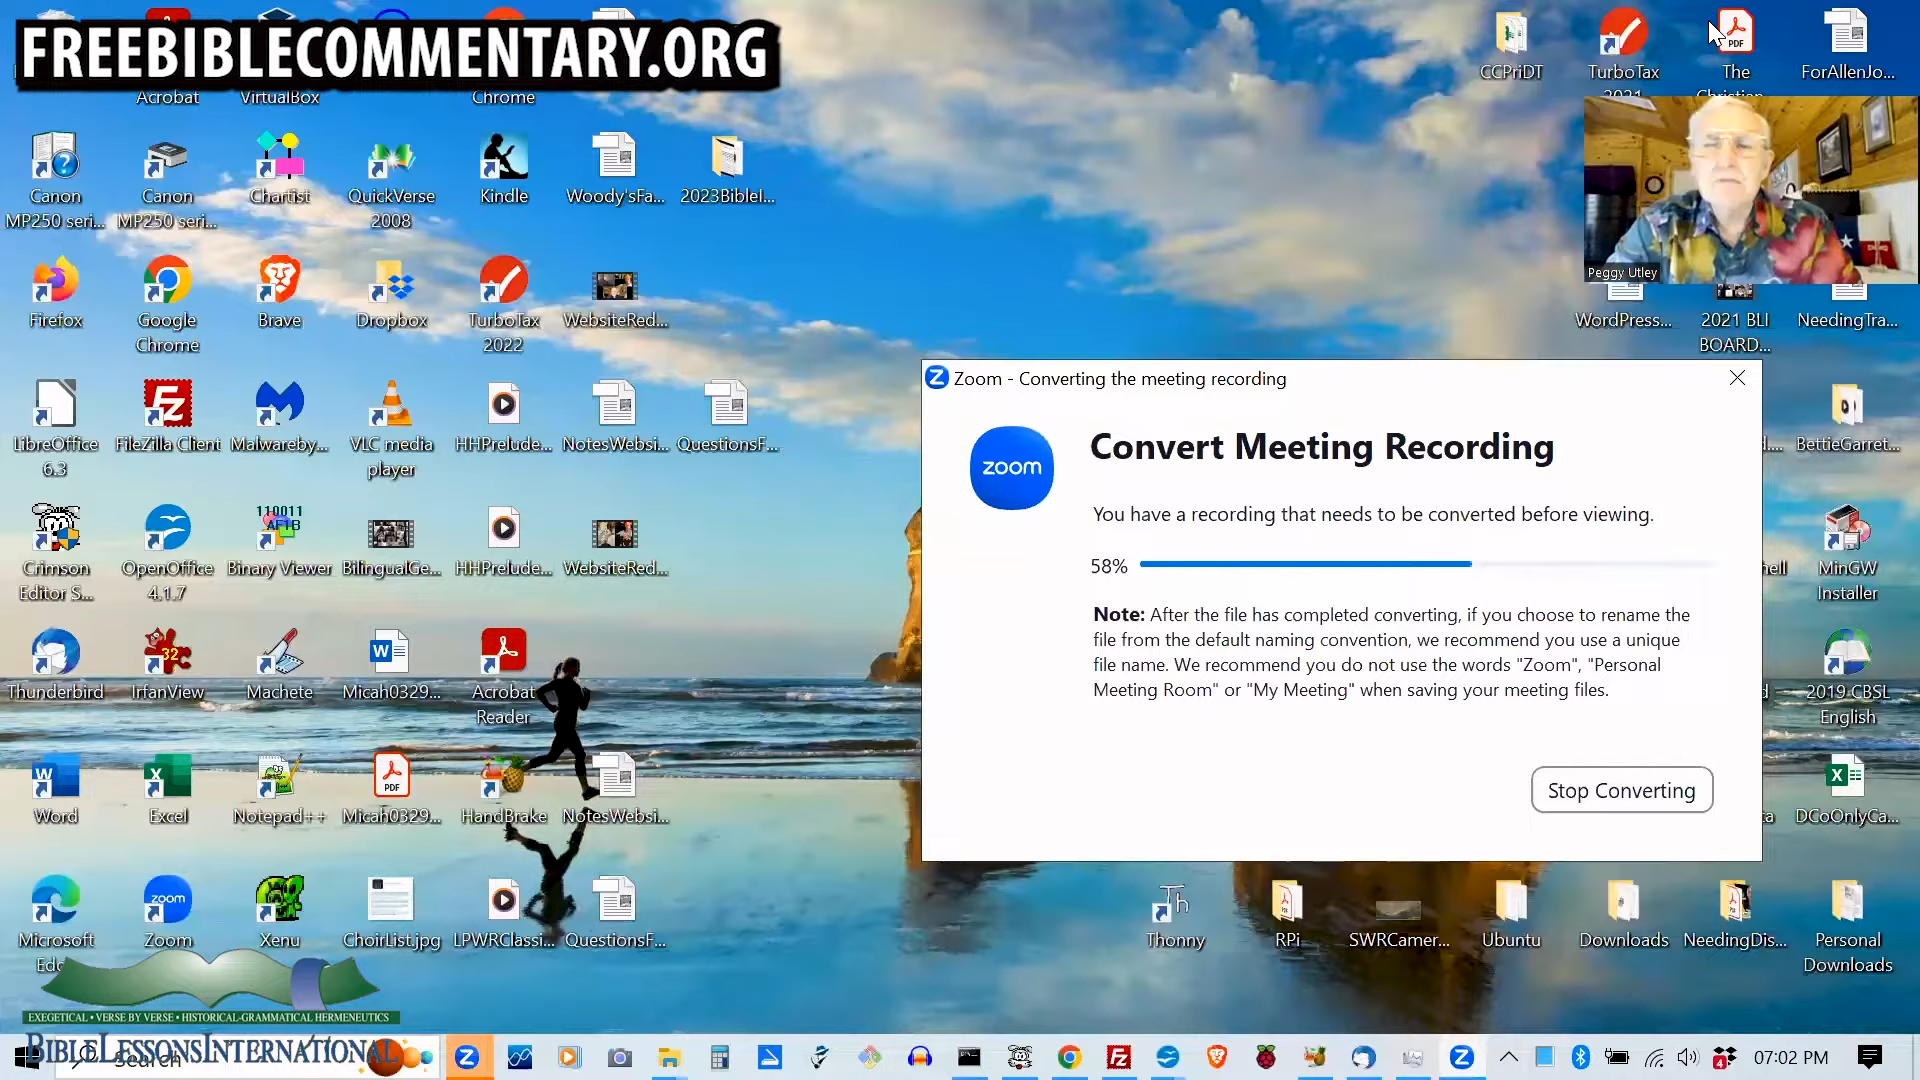 FREEBIBLECOMMENTARY.ORG
Acrobat
VirtualBox
Chrome
CCPriDT
TurboTax
2021
The
Christian
ForAllenJo...
Canon
MP250 seri...
Canon
MP250 seri...
Chartist
QuickVerse
2008
Kindle
Woody'sFa...
2023BibleI...
Peggy Utley
Firefox
Google
Chrome
Brave
Dropbox
TurboTax
2022
WebsiteRed...
WordPress...
2021 BLI
BOARD...
NeedingTra...
LibreOffice
6.3
FileZilla Client
Malwareby...
VLC media
player
HHPrelude...
NotesWebsi...
QuestionsF...
BettieGarret...
Zoom - Converting the meeting recording
zoom
Convert Meeting Recording
You have a recording that needs to be converted before viewing.
58%
Note: After the file has completed converting, if you choose to rename the
file from the default naming convention, we recommend you use a unique
file name. We recommend you do not use the words "Zoom", "Personal
Meeting Room" or "My Meeting" when saving your meeting files.
Stop Converting
110011
AF1B
Crimson
Editor S...
OpenOffice
4.1.7
Binary Viewer
BilingualGe...
HHPrelude...
WebsiteRed...
MinGW
Installer
32
Thunderbird
IrfanView
Machete
Micah0329...
Acrobat
Reader
2019 CBSL
English
Word
Excel
Notepad++
PDF
Micah0329...
HandBrake
NotesWebsi...
DCoOnlyCa...
zoom
Microsoft
Zoom
Xenu
ChoirList.jpg
LPWRClassi...
QuestionsF...
Thonny
RPi
SWRCamer...
Ubuntu
Downloads
NeedingDis...
Personal
Downloads
EXEGETICAL • VERSE BY VERSE • HISTORICAL-GRAMMATICAL HERMENEUTICS
BIBLELESSONSINTERNATIONAL
Search
07:02 PM